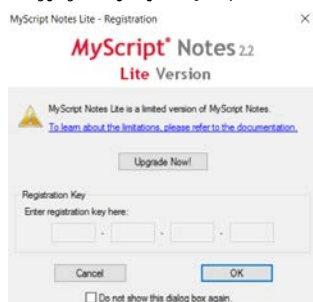 MyScript Notes Lite - Registration
MyScript* Notes 2.2
Lite Version
MyScript Notes Lite is a limited version of MyScript Notes.
To learn about the limitations, please refer to the documentation.
Upgrade Now!
Registration Key
Enter registration key here:
- - -
Cancel OK
Do not show this dialog box again.